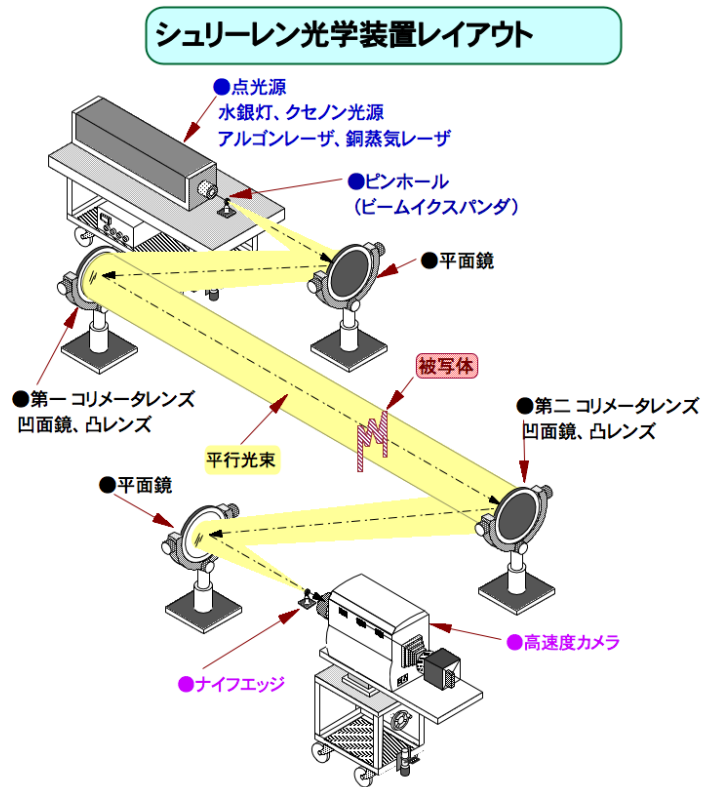 シュリーレン光学装置レイアウト
●点光源
水銀灯、クセノン光源
アルゴンレーザ、銅蒸気レーザ
●ピンホール
（ビームイクスパンダ）
●平面鏡
●第一 コリメータレンズ
凹面鏡、凸レンズ
被写体
●第二 コリメータレンズ
凹面鏡、凸レンズ
平行光束
●平面鏡
●高速度カメラ
●ナイフエッジ